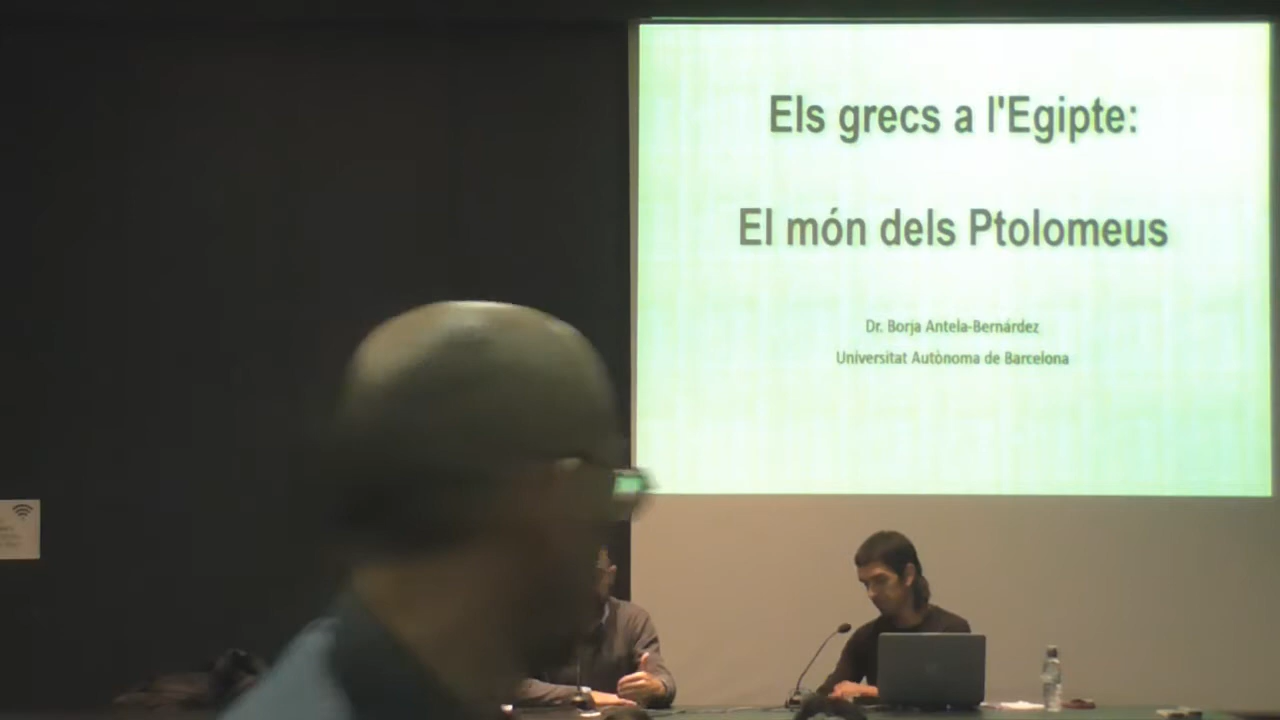 Els grecs a l'Egipte:
El món dels Ptolomeus
Dr. Borja Antela-Bernárdez
Universitat Autònoma de Barcelona